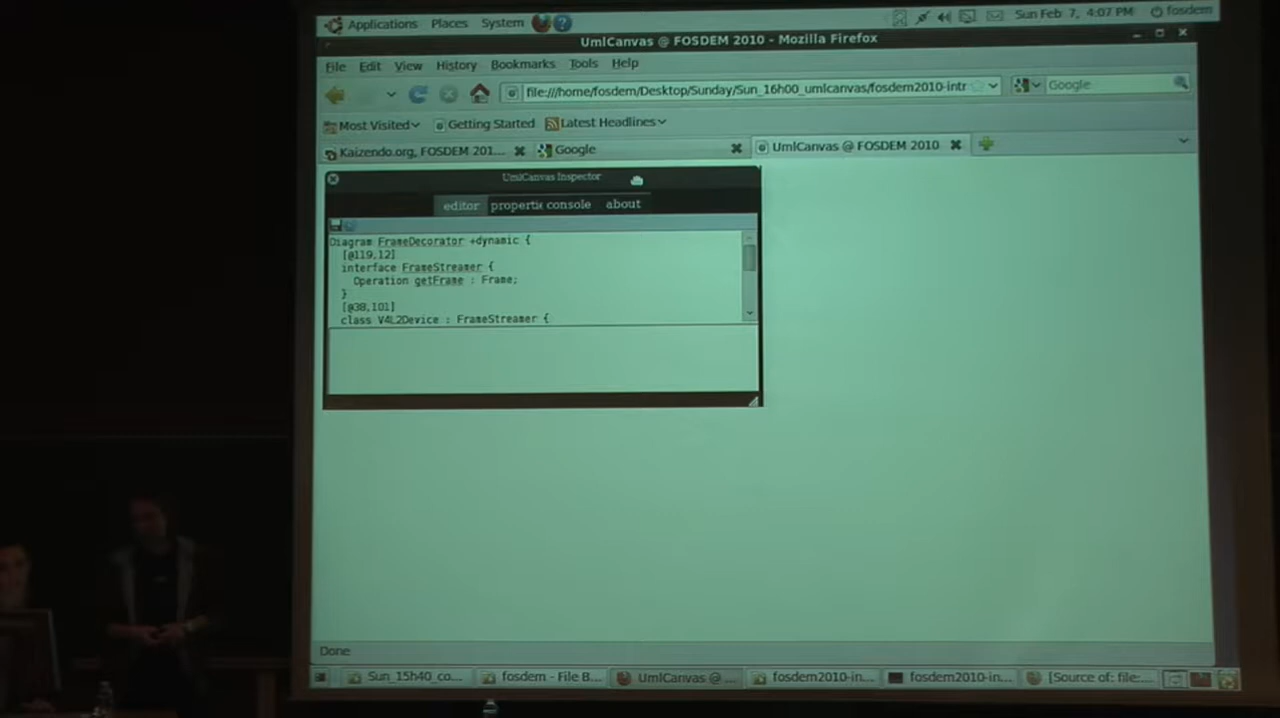 Applications Places System Sun Feb 7, 4:07 PM fosdem
UmlCanvas @ FOSDEM 2010 - Mozilla Firefox
File Edit View History Bookmarks Tools Help
file:///home/fosdem/Desktop/Sunday/Sun_16h00_umlcanvas/fosdem2010-intr Google
Most Visited Getting Started Latest Headlines
Kaizendo.org, FOSDEM 201... Google UmlCanvas @ FOSDEM 2010
UmlCanvas Inspector
editor propertie console about
Diagram FrameDecorator +dynamic {
[@119,12]
interface FrameStreamer {
Operation getFrame : Frame;
}
[@38,101]
class V4L2Device : FrameStreamer {
Done
Sun_15h40_co... fosdem - File B... UmlCanvas @ ... fosdem2010-in... fosdem2010-in... [Source of: file:...